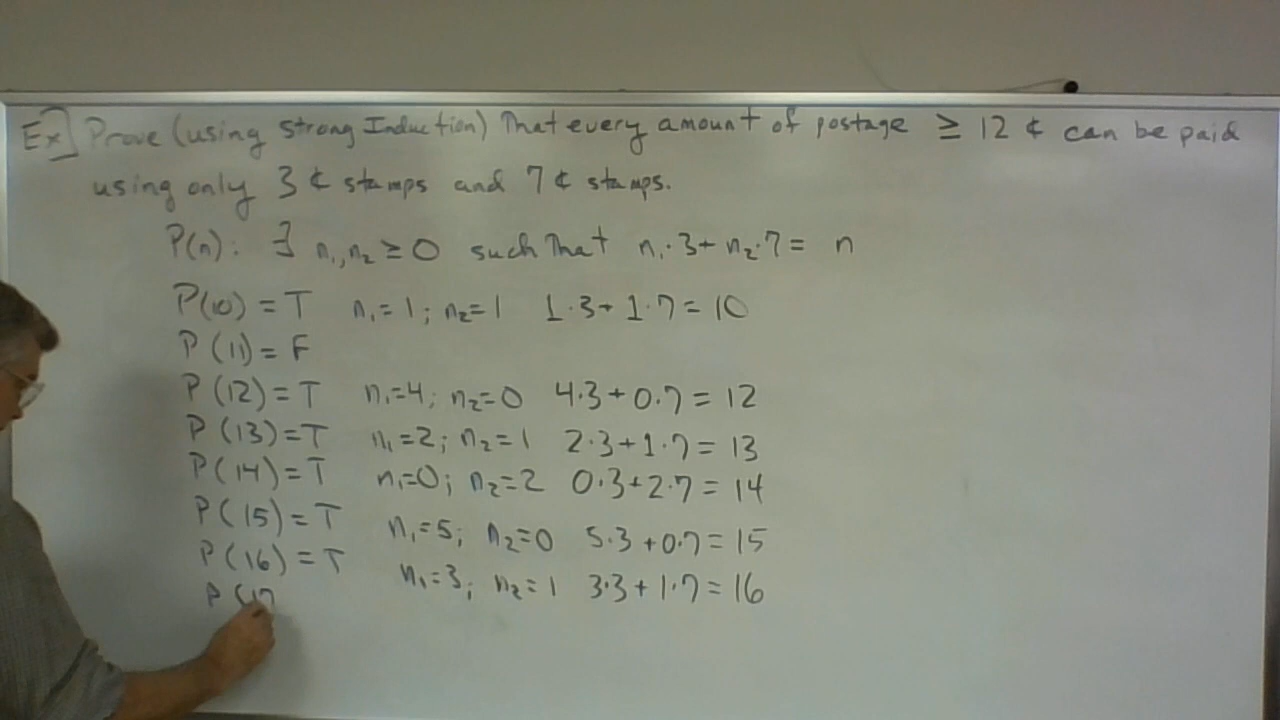 Ex] Prove (using strong Induction) That every amount of postage ≥ 12 ¢ can be paid
using only 3 ¢ stamps and 7 ¢ stamps.
P(n): ∃ n₁,n₂ ≥ 0 such That n₁·3+ n₂·7 = n
P(10) = T n₁=1; n₂=1 1·3+1·7=10
P(11)= F
P(12)= T n₁=4; n₂=0 4·3+0·7=12
P(13)=T n₁=2; n₂=1 2·3+1·7=13
P(14)=T n₁=0; n₂=2 0·3+2·7=14
P(15)=T n₁=5; n₂=0 5·3+0·7=15
P(16)=T n₁=3; n₂=1 3·3+1·7=16
P(17